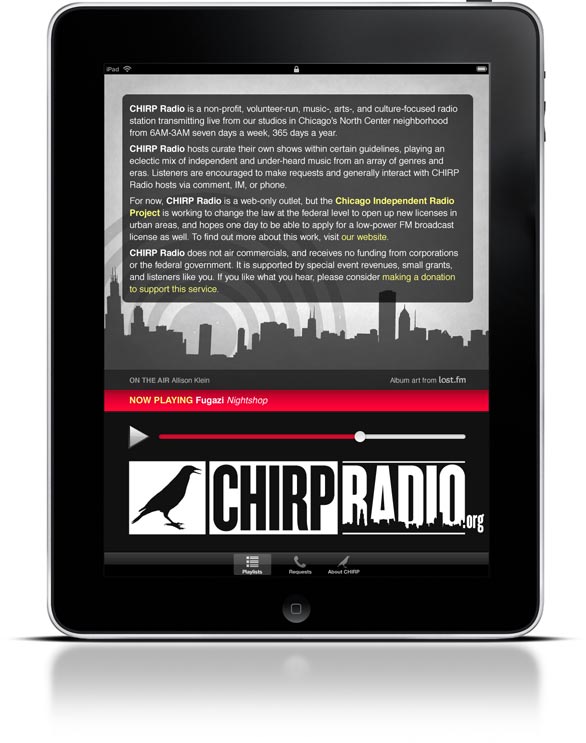 iPad
CHIRP Radio is a non-profit, volunteer-run, music-, arts-, and culture-focused radio
station transmitting live from our studios in Chicago's North Center neighborhood
from 6AM-3AM seven days a week, 365 days a year.
CHIRP Radio hosts curate their own shows within certain guidelines, playing an
eclectic mix of independent and under-heard music from an array of genres and
eras. Listeners are encouraged to make requests and generally interact with CHIRP
Radio hosts via comment, IM, or phone.
For now, CHIRP Radio is a web-only outlet, but the Chicago Independent Radio
Project is working to change the law at the federal level to open up new licenses in
urban areas, and hopes one day to be able to apply for a low-power FM broadcast
license as well. To find out more about this work, visit our website.
CHIRP Radio does not air commercials, and receives no funding from corporations
or the federal government. It is supported by special event revenues, small grants,
and listeners like you. If you like what you hear, please consider making a donation
to support this service.
ON THE AIR Allison Klein
Album art from lost.fm
NOW PLAYING Fugazi Nightshop
CHIRP RADIO.org
Playlists Requests About CHIRP